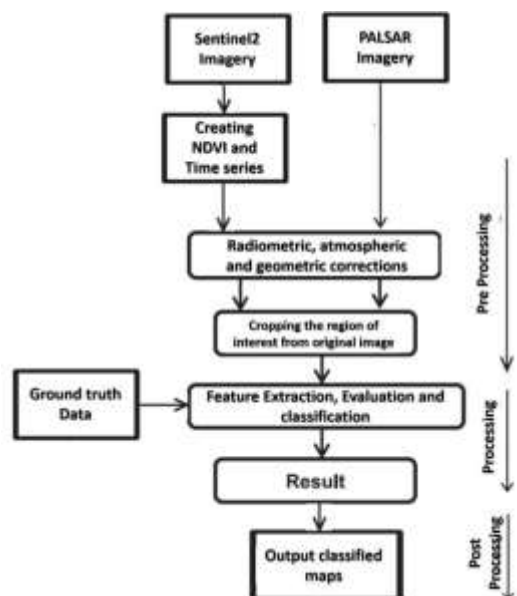 Sentinel2
Imagery
PALSAR
Imagery
Creating
NDVI and
Time series
Radiometric, atmospheric
and geometric corrections
Cropping the region of
interest from original image
Ground truth
Data
Feature Extraction, Evaluation and
classification
Result
Output classified
maps
Pre Processing
Processing
Post
Processing